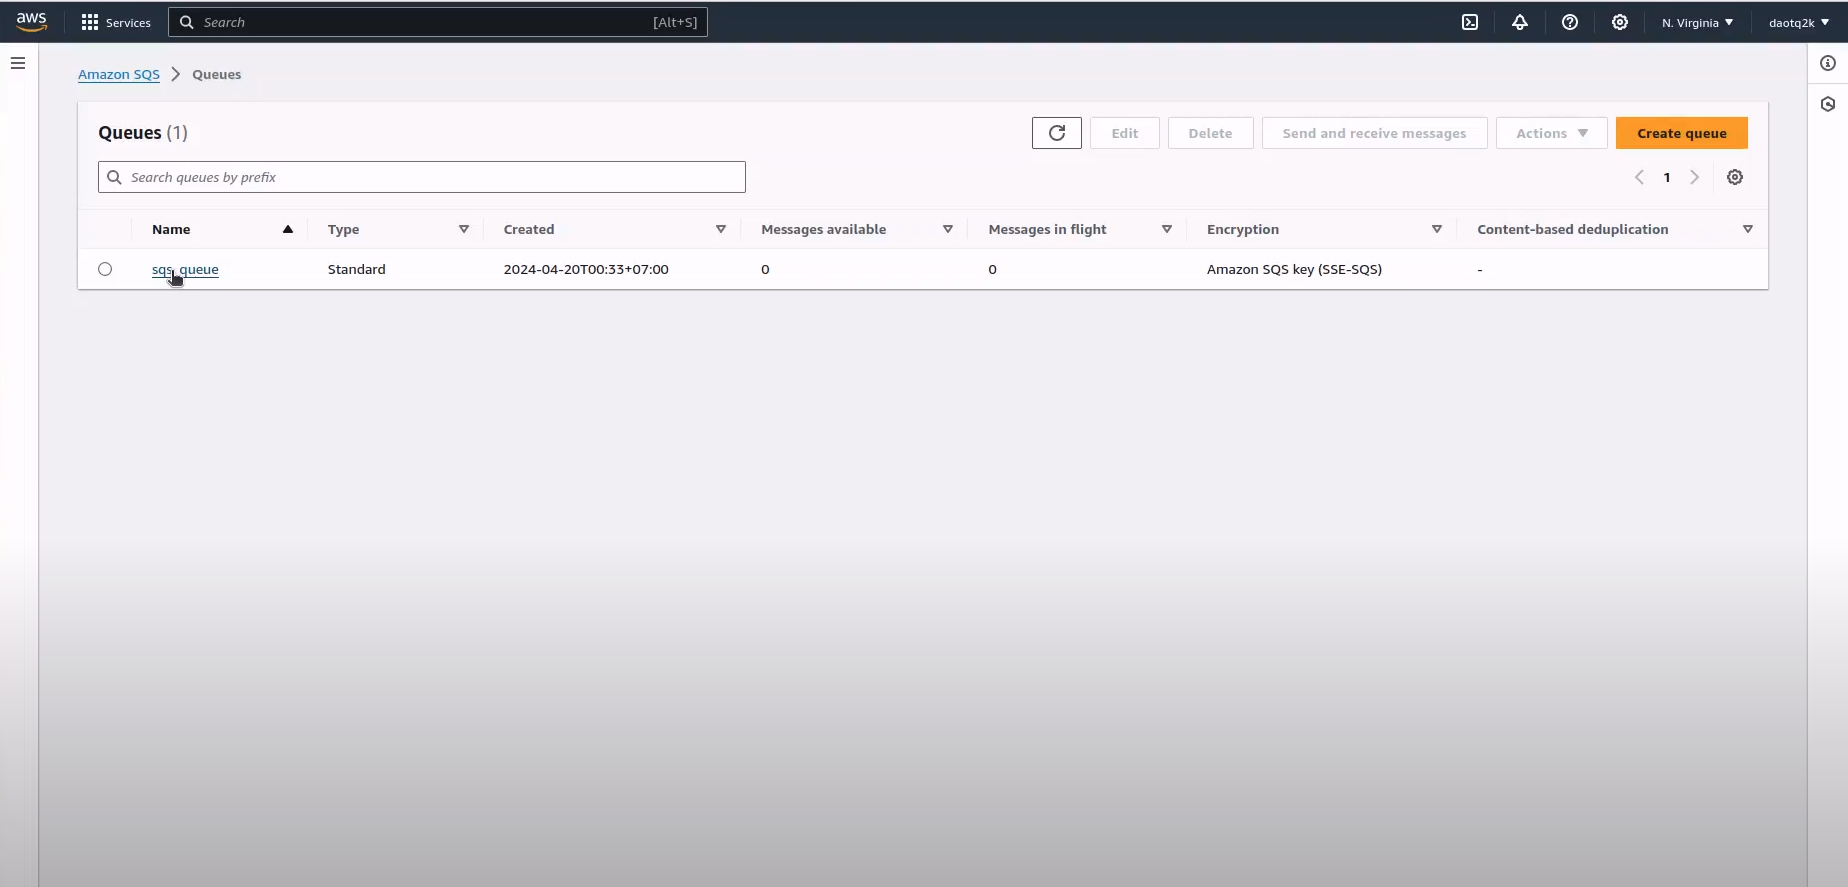 aws Services Search [Alt+S] N. Virginia daotq2k
Amazon SQS Queues
Queues (1) Edit Delete Send and receive messages Actions Create queue
Search queues by prefix 1
Name Type Created Messages available Messages in flight Encryption Content-based deduplication
sqs_queue Standard 2024-04-20T00:33+07:00 0 0 Amazon SQS key (SSE-SQS) -